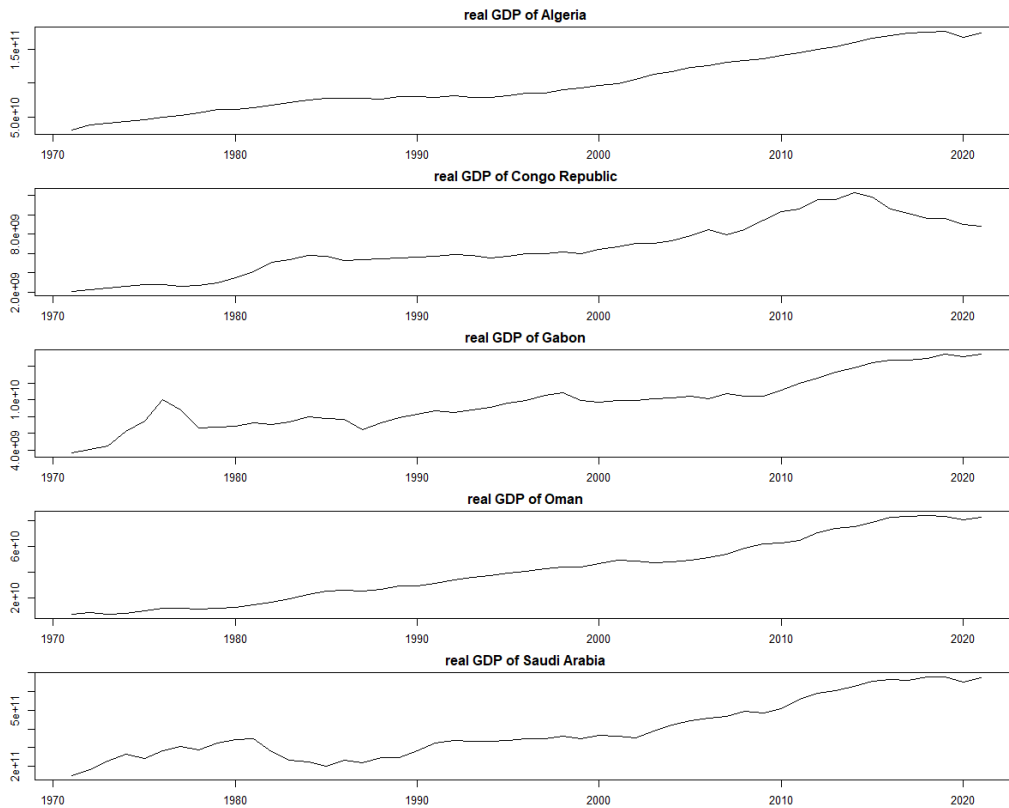 real GDP of Algeria
1.5e+11
5.0e+10
1970 1980 1990 2000 2010 2020
real GDP of Congo Republic
8.0e+09
2.0e+09
1970 1980 1990 2000 2010 2020
real GDP of Gabon
1.0e+10
4.0e+09
1970 1980 1990 2000 2010 2020
real GDP of Oman
6e+10
2e+10
1970 1980 1990 2000 2010 2020
real GDP of Saudi Arabia
5e+11
2e+11
1970 1980 1990 2000 2010 2020